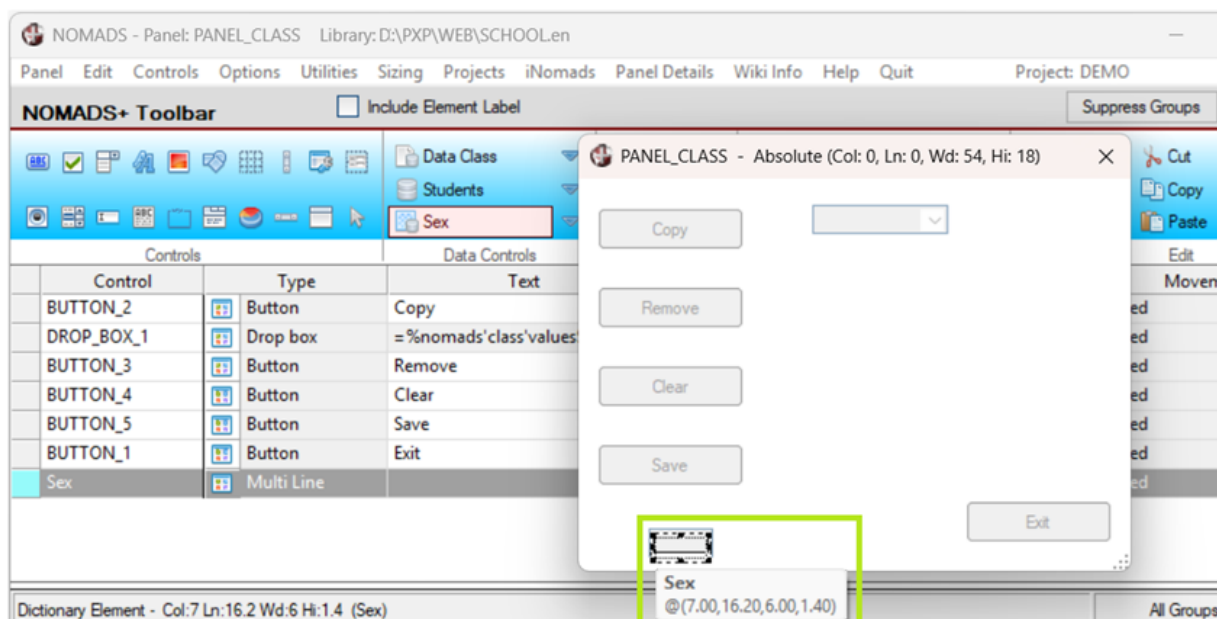 NOMADS - Panel: PANEL_CLASS Library: D:\PXP\WEB\SCHOOL.en
Panel Edit Controls Options Utilities Sizing Projects iNomads Panel Details Wiki Info Help Quit Project: DEMO
NOMADS+ Toolbar Include Element Label Suppress Groups
Data Class PANEL_CLASS - Absolute (Col: 0, Ln: 0, Wd: 54, Hi: 18) Cut
Students Copy
Sex Paste
Controls Data Controls Edit
Control Type Text
BUTTON_2 Button Copy ed
DROP_BOX_1 Drop box =%nomads'class'values ed
BUTTON_3 Button Remove ed
BUTTON_4 Button Clear ed
BUTTON_5 Button Save ed
BUTTON_1 Button Exit ed
Sex Multi Line ed
Copy
Remove
Clear
Save
Exit
Sex
@(7.00,16.20,6.00,1.40)
Dictionary Element - Col:7 Ln:16.2 Wd:6 Hi:1.4 (Sex) All Groups